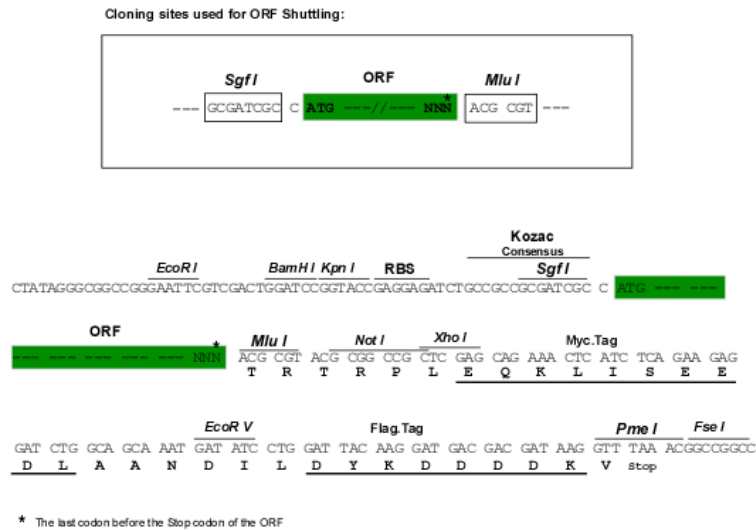 Cloning sites used for ORF Shuttling:
Sgf I ORF Mlu I
--- GCGATCGC C ATG ---//--- NNN* ACG CGT ---
Kozac
Consensus
EcoR I BamH I Kpn I RBS Sgf I
CTATAGGGCGGCCGGGAATTCGTCGACTGGATCCGGTACCGAGGAGATCTGCCGCCGCGATCGC C ATG --- ---
ORF Mlu I Not I Xho I Myc.Tag
--- --- --- --- --- --- NNN* ACG CGT ACG CGG CCG CTC GAG CAG AAA CTC ATC TCA GAA GAG
T R T R P L E Q K L I S E E
EcoR V Flag.Tag Pme I Fse I
GAT CTG GCA GCA AAT GAT ATC CTG GAT TAC AAG GAT GAC GAC GAT AAG GTT TAA ACGGCCGGCC
D L A A N D I L D Y K D D D D K V Stop
* The last codon before the Stop codon of the ORF